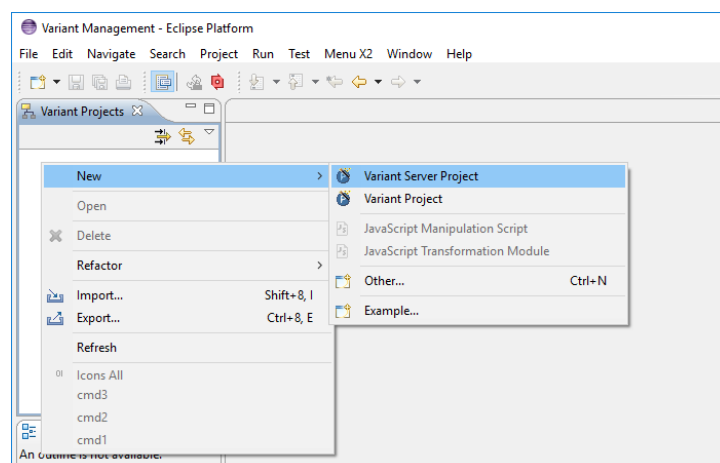 Variant Management - Eclipse Platform
File Edit Navigate Search Project Run Test Menu X2 Window Help
Variant Projects
New
Open
Delete
Refactor
Import... Shift+8, I
Export... Ctrl+8, E
Refresh
Icons All
cmd3
cmd2
cmd1
Variant Server Project
Variant Project
JavaScript Manipulation Script
JavaScript Transformation Module
Other... Ctrl+N
Example...
An outline is not available.